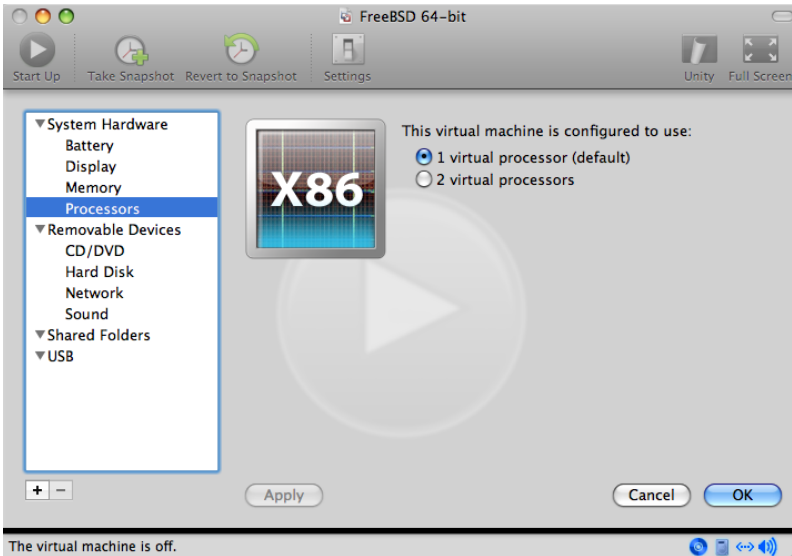 FreeBSD 64-bit
Start Up Take Snapshot Revert to Snapshot Settings Unity Full Screen
System Hardware
Battery
Display
Memory
Processors
Removable Devices
CD/DVD
Hard Disk
Network
Sound
Shared Folders
USB
X86
This virtual machine is configured to use:
1 virtual processor (default)
2 virtual processors
+ −
Apply Cancel OK
The virtual machine is off.